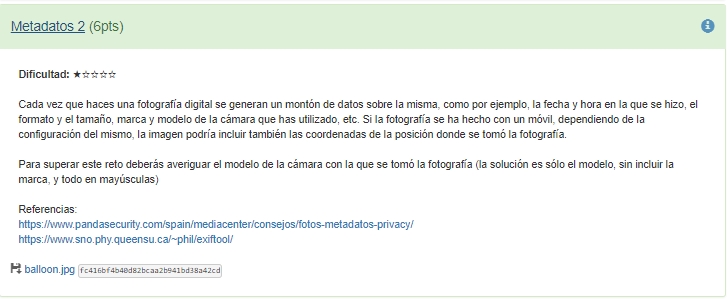 Metadatos 2 (6pts)
Dificultad: ★☆☆☆☆
Cada vez que haces una fotografía digital se generan un montón de datos sobre la misma, como por ejemplo, la fecha y hora en la que se hizo, el
formato y el tamaño, marca y modelo de la cámara que has utilizado, etc. Si la fotografía se ha hecho con un móvil, dependiendo de la
configuración del mismo, la imagen podría incluir también las coordenadas de la posición donde se tomó la fotografía.
Para superar este reto deberás averiguar el modelo de la cámara con la que se tomó la fotografía (la solución es sólo el modelo, sin incluir la
marca, y todo en mayúsculas)
Referencias:
https://www.pandasecurity.com/spain/mediacenter/consejos/fotos-metadatos-privacy/
https://www.sno.phy.queensu.ca/~phil/exiftool/
balloon.jpg fc416bf4b40d82bcaa2b941bd38a42cd